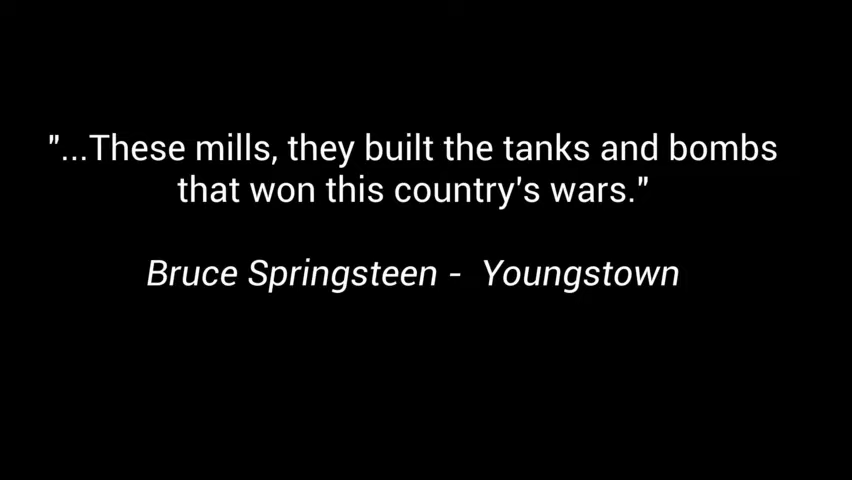 "...These mills, they built the tanks and bombs
that won this country's wars."
Bruce Springsteen - Youngstown